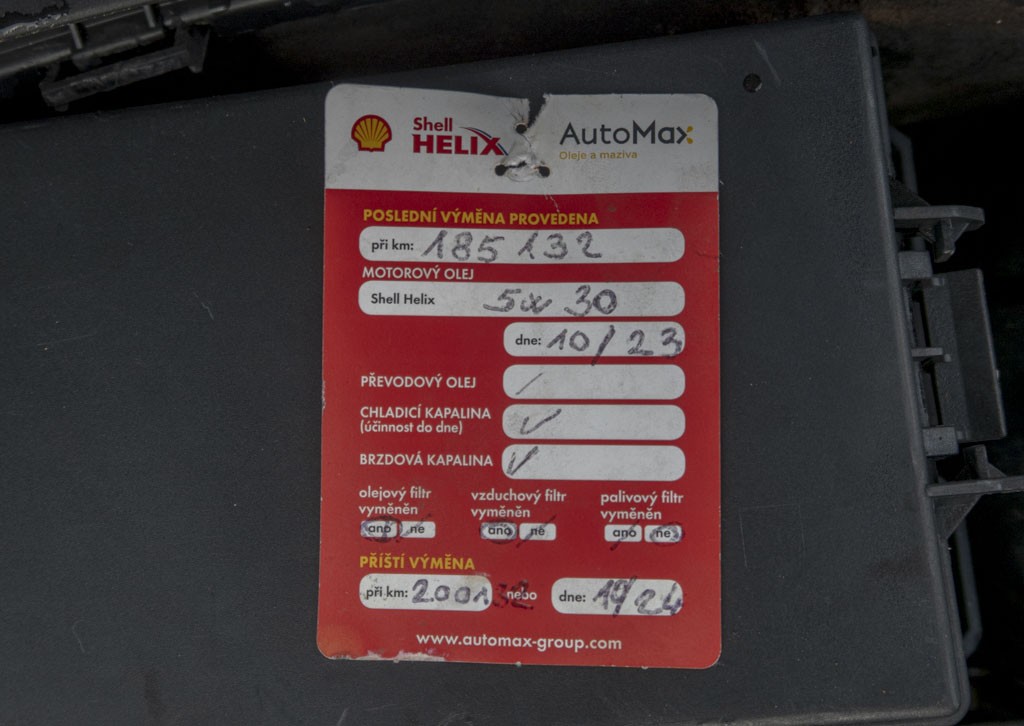 Shell
HELIX
AutoMax
Oleje a maziva
POSLEDNÍ VÝMĚNA PROVEDENA
při km: 185 132
MOTOROVÝ OLEJ
Shell Helix 5w 30
dne: 10/23
PŘEVODOVÝ OLEJ /
CHLADICÍ KAPALINA ✓
(účinnost do dne)
BRZDOVÁ KAPALINA ✓
olejový filtr vzduchový filtr palivový filtr
vyměněn vyměněn vyměněn
ano ne ano ne ano ne
PŘÍŠTÍ VÝMĚNA
při km: 200132 nebo dne: /24
www.automax-group.com